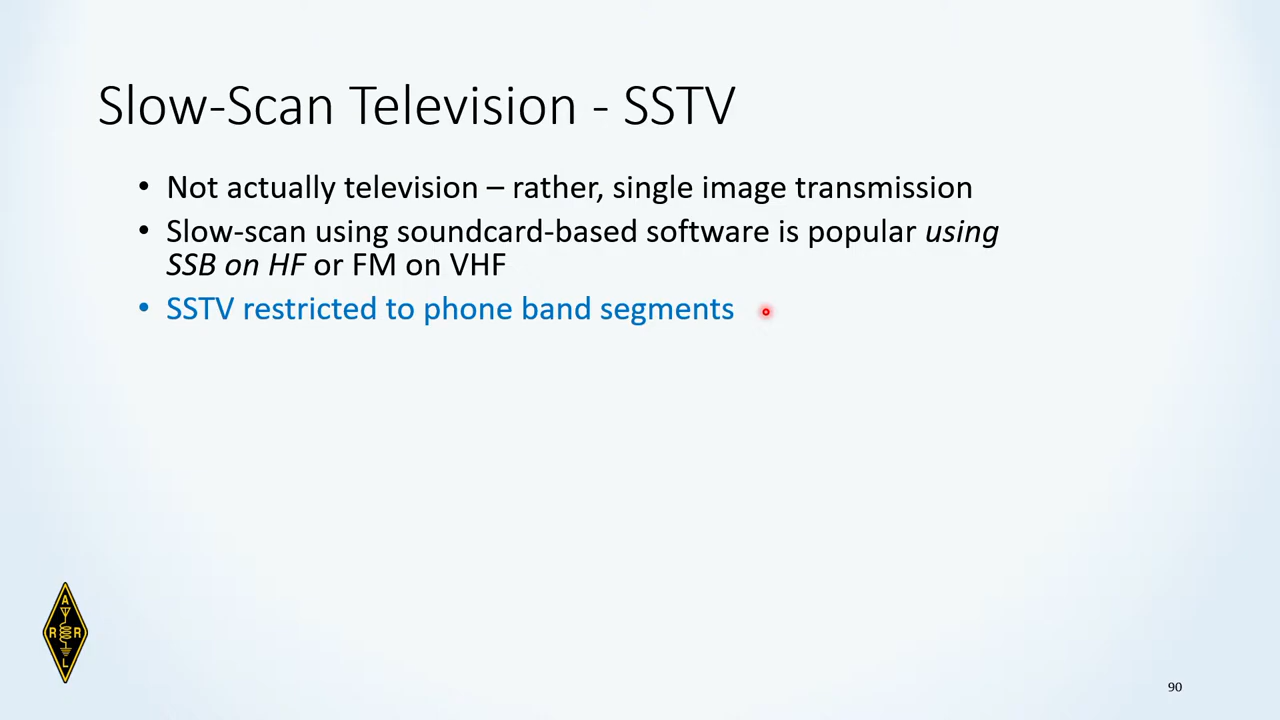 Slow-Scan Television - SSTV
• Not actually television – rather, single image transmission
• Slow-scan using soundcard-based software is popular using
SSB on HF or FM on VHF
• SSTV restricted to phone band segments
A
R R
L
90